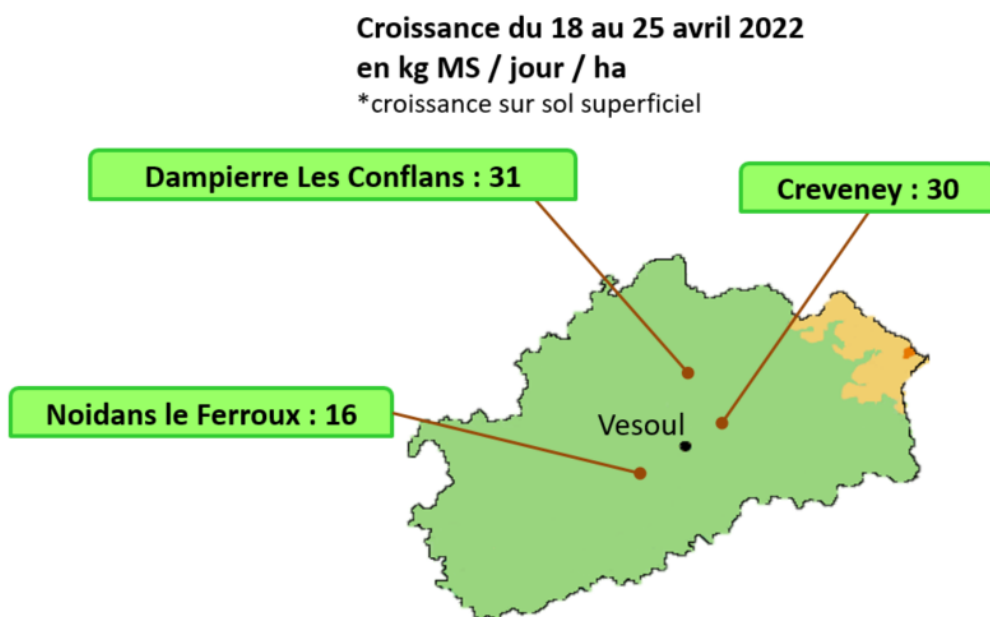 Croissance du 18 au 25 avril 2022
en kg MS / jour / ha
*croissance sur sol superficiel
Dampierre Les Conflans : 31
Creveney : 30
Noidans le Ferroux : 16
Vesoul